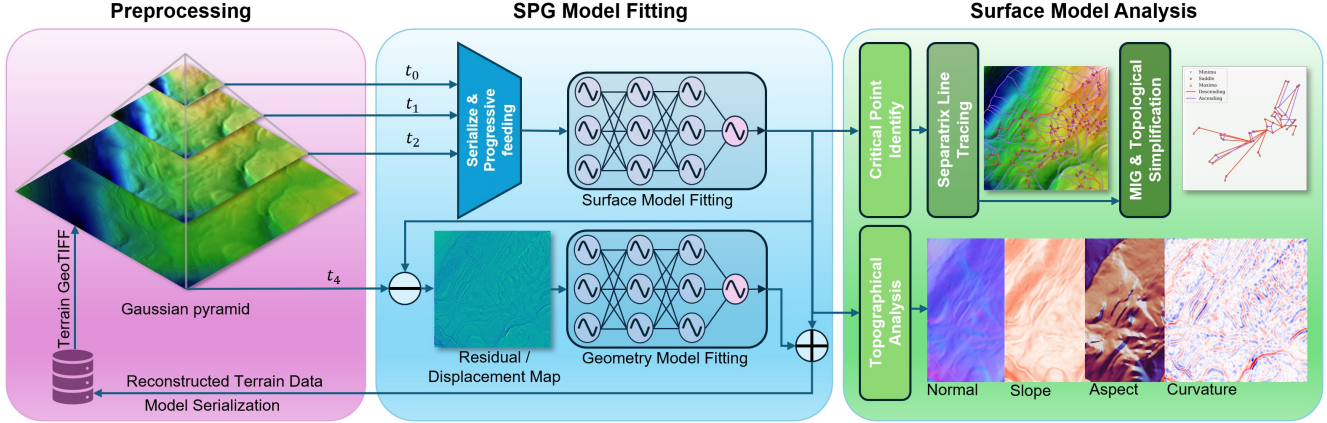 Preprocessing
SPG Model Fitting
Surface Model Analysis
t0
t1
t2
t4
Terrain GeoTIFF
Gaussian pyramid
Serialize &
Progressive
feeding
Surface Model Fitting
Residual /
Displacement Map
Geometry Model Fitting
Reconstructed Terrain Data
Model Serialization
Critical Point
Identify
Separatrix Line
Tracing
MIG & Topological
Simplification
Minima
Saddle
Maxima
Descending
Ascending
Topographical
Analysis
Normal
Slope
Aspect
Curvature